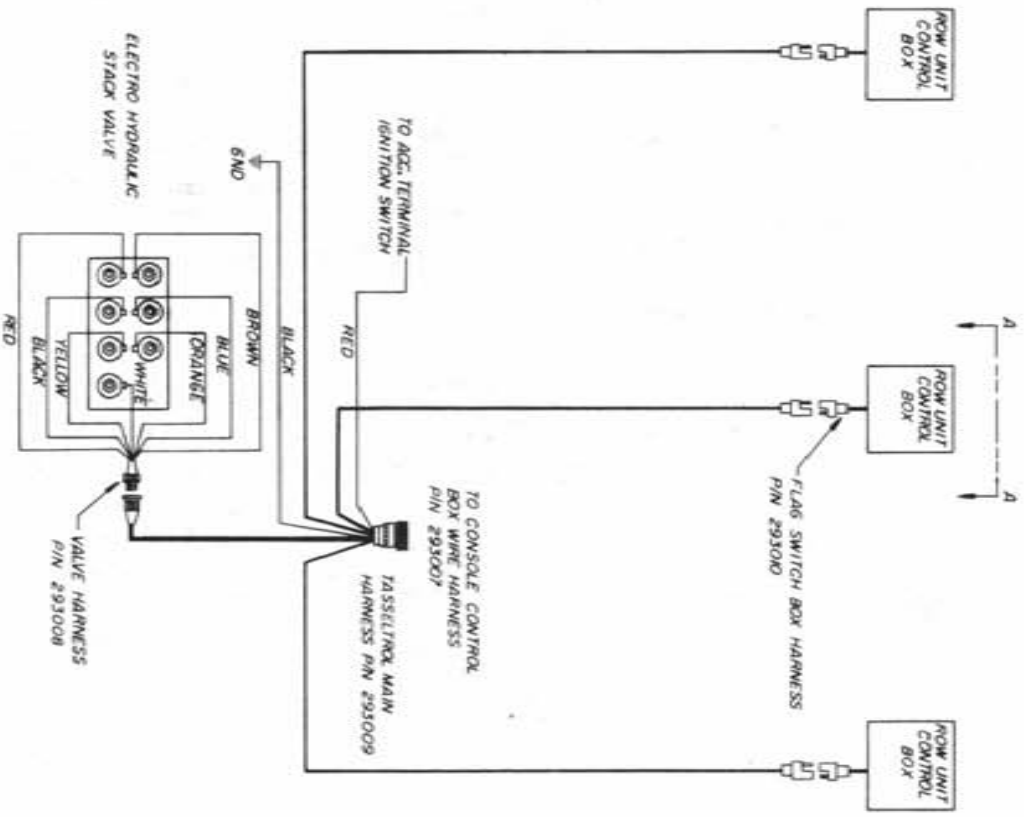 ROW UNIT
CONTROL
BOX
ROW UNIT
CONTROL
BOX
ROW UNIT
CONTROL
BOX
A
A
FLAG SWITCH BOX HARNESS
P/N 293010
TO ACC. TERMINAL
IGNITION SWITCH
TO CONSOLE CONTROL
BOX WIRE HARNESS
P/N 293007
TASSELTROL MAIN
HARNESS P/N 293009
RED
BLACK
GND
ELECTRO HYDRAULIC
STACK VALVE
BROWN
BLUE
ORANGE
WHITE
YELLOW
BLACK
RED
VALVE HARNESS
P/N 293008